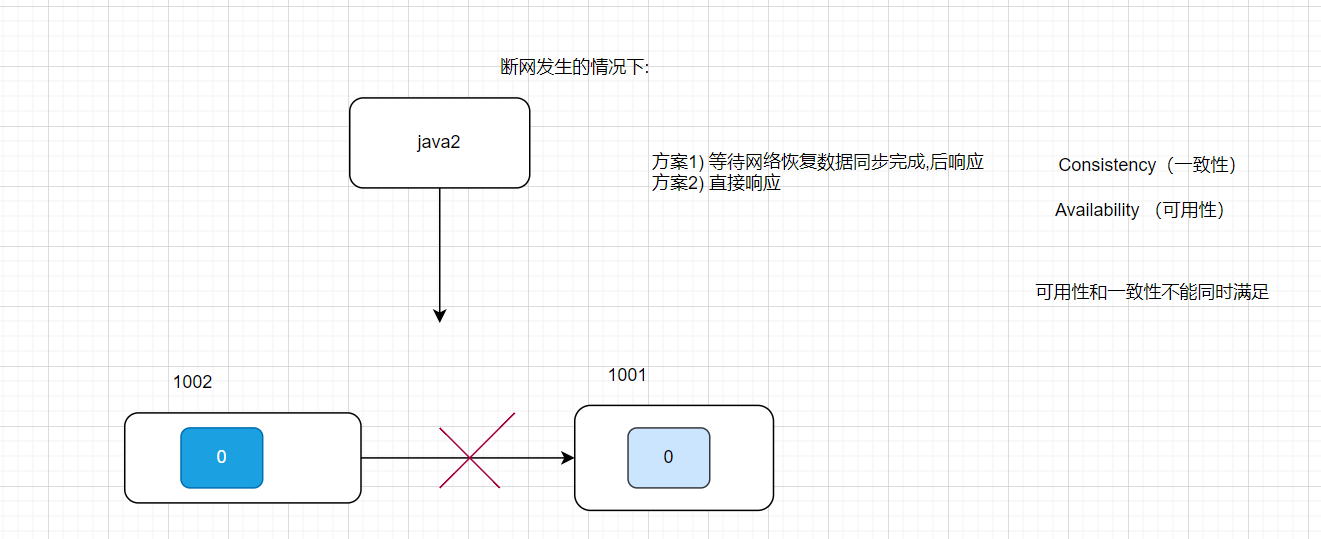 断网发生的情况下:
java2
方案1) 等待网络恢复数据同步完成,后响应
方案2) 直接响应
Consistency（一致性）
Availability （可用性）
可用性和一致性不能同时满足
1002
1001
0
0